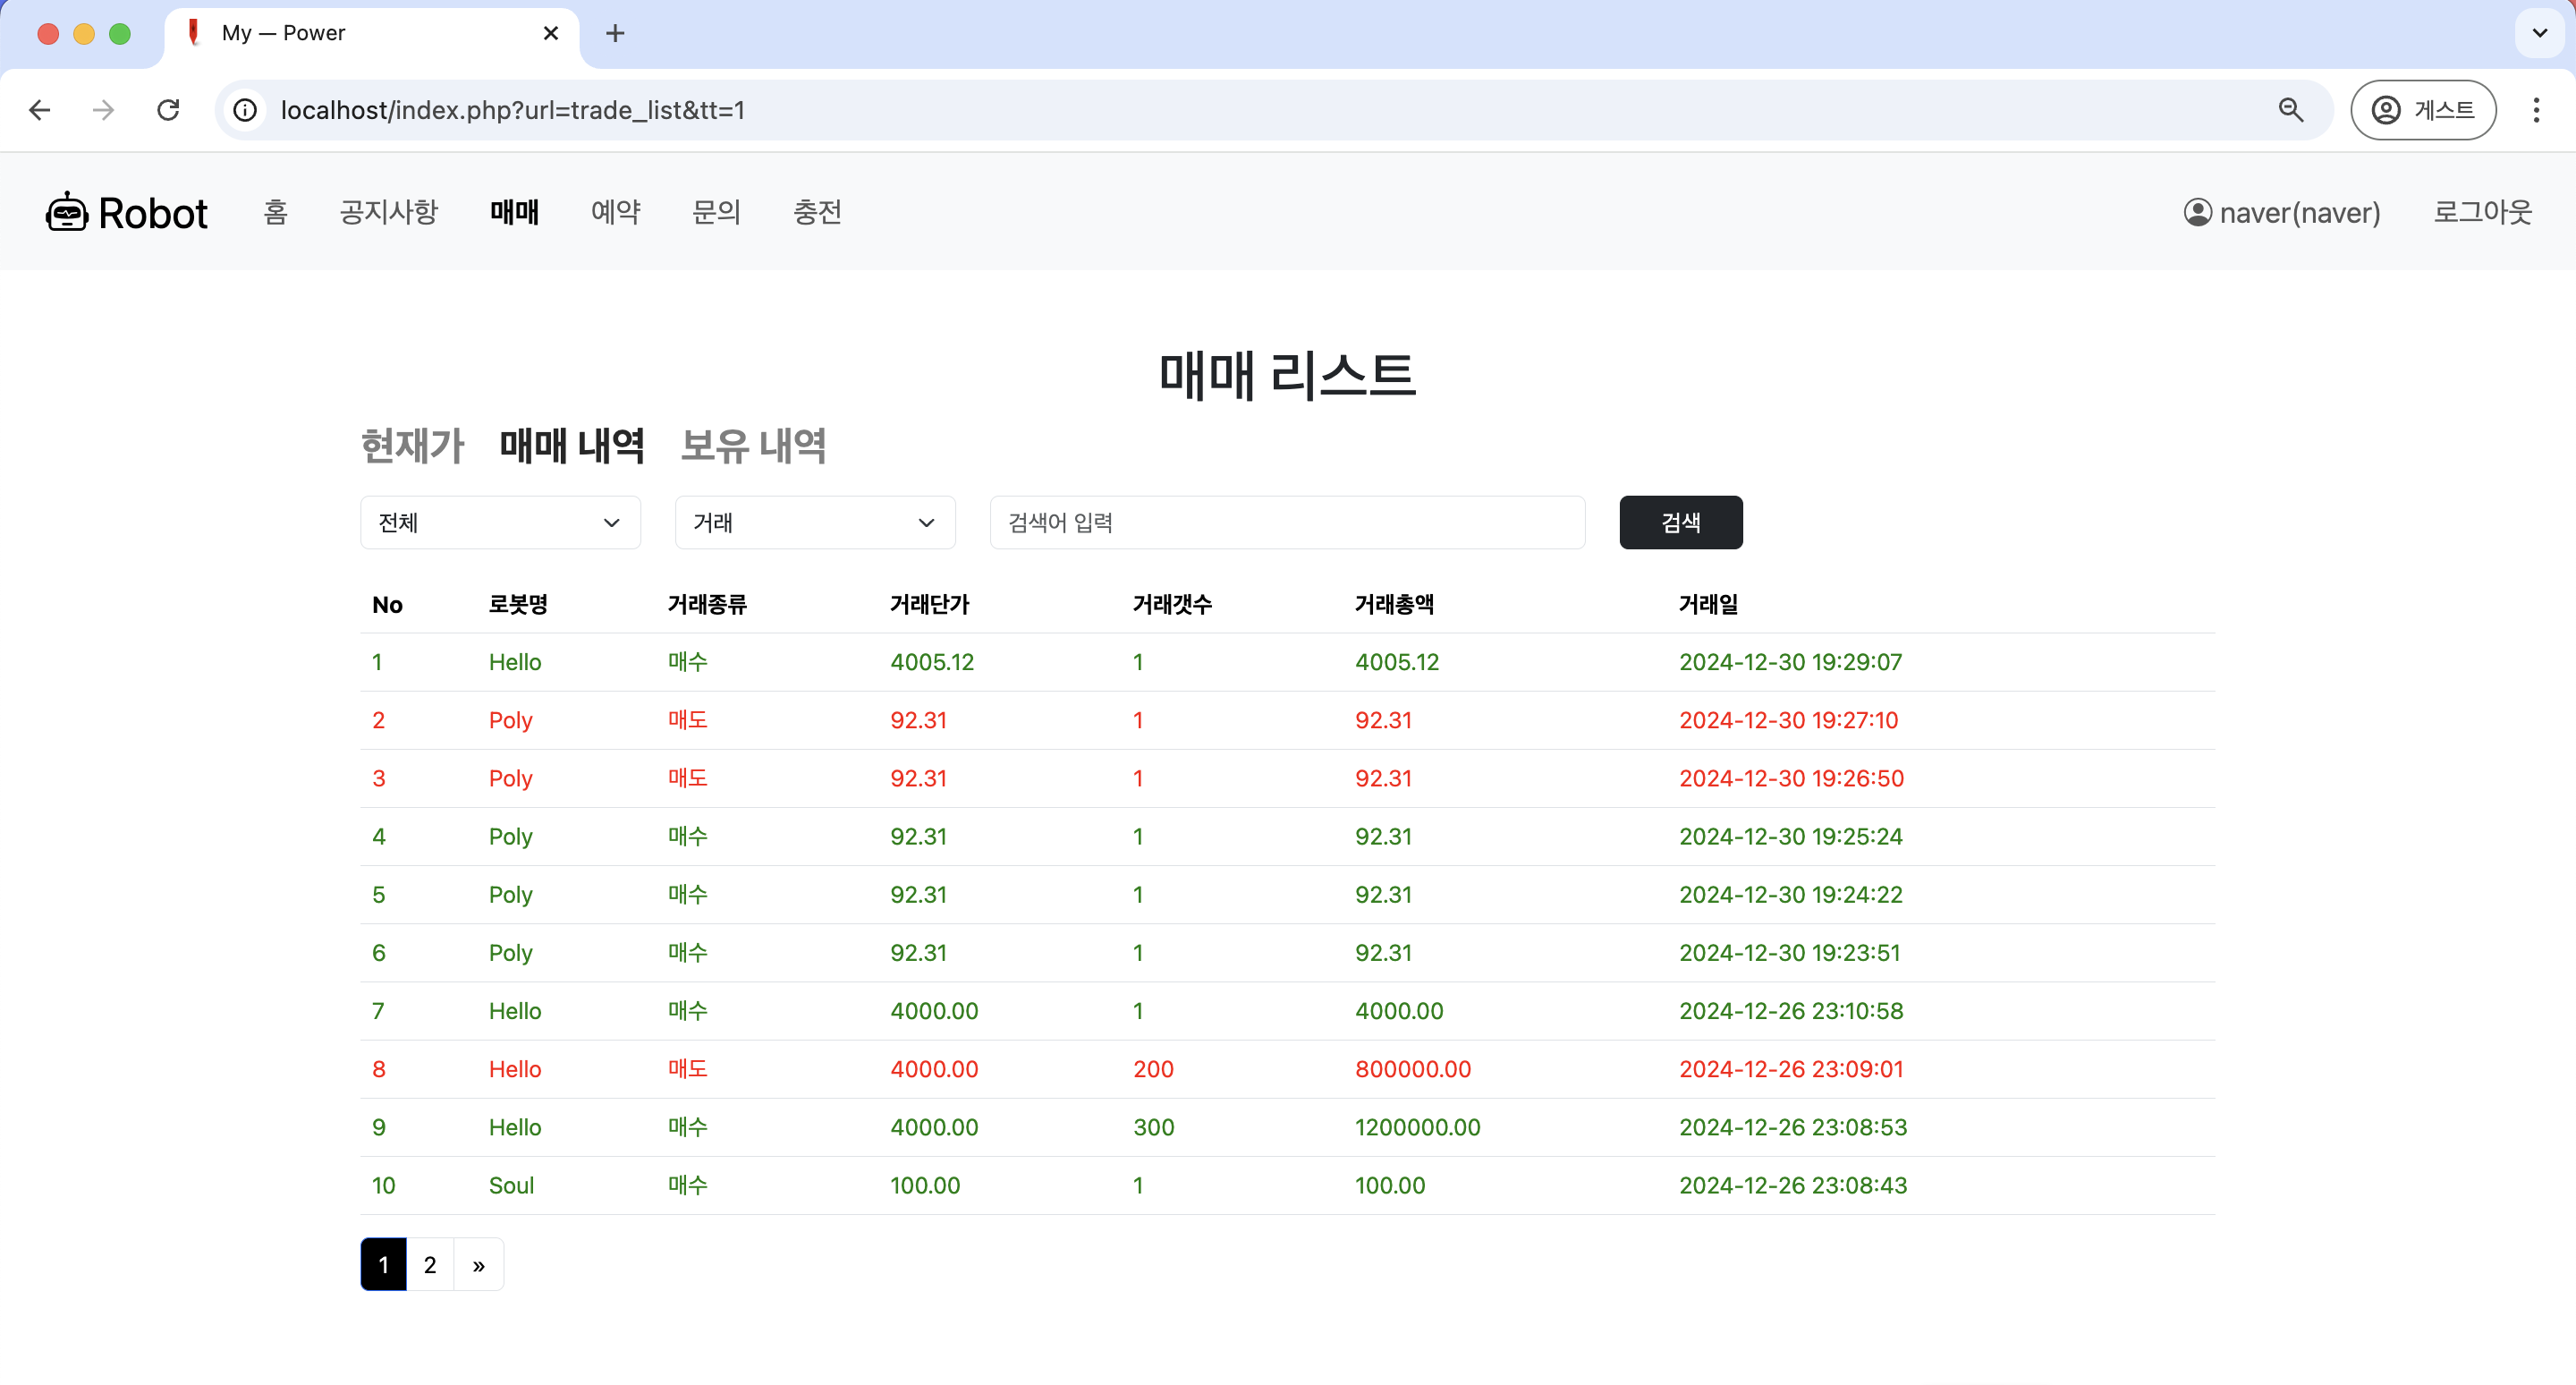 My — Power
localhost/index.php?url=trade_list&tt=1
게스트
Robot 홈 공지사항 매매 예약 문의 충전 naver(naver) 로그아웃
매매 리스트
현재가 매매 내역 보유 내역
전체 거래 검색어 입력 검색
No 로봇명 거래종류 거래단가 거래갯수 거래총액 거래일
1 Hello 매수 4005.12 1 4005.12 2024-12-30 19:29:07
2 Poly 매도 92.31 1 92.31 2024-12-30 19:27:10
3 Poly 매도 92.31 1 92.31 2024-12-30 19:26:50
4 Poly 매수 92.31 1 92.31 2024-12-30 19:25:24
5 Poly 매수 92.31 1 92.31 2024-12-30 19:24:22
6 Poly 매수 92.31 1 92.31 2024-12-30 19:23:51
7 Hello 매수 4000.00 1 4000.00 2024-12-26 23:10:58
8 Hello 매도 4000.00 200 800000.00 2024-12-26 23:09:01
9 Hello 매수 4000.00 300 1200000.00 2024-12-26 23:08:53
10 Soul 매수 100.00 1 100.00 2024-12-26 23:08:43
1 2 »